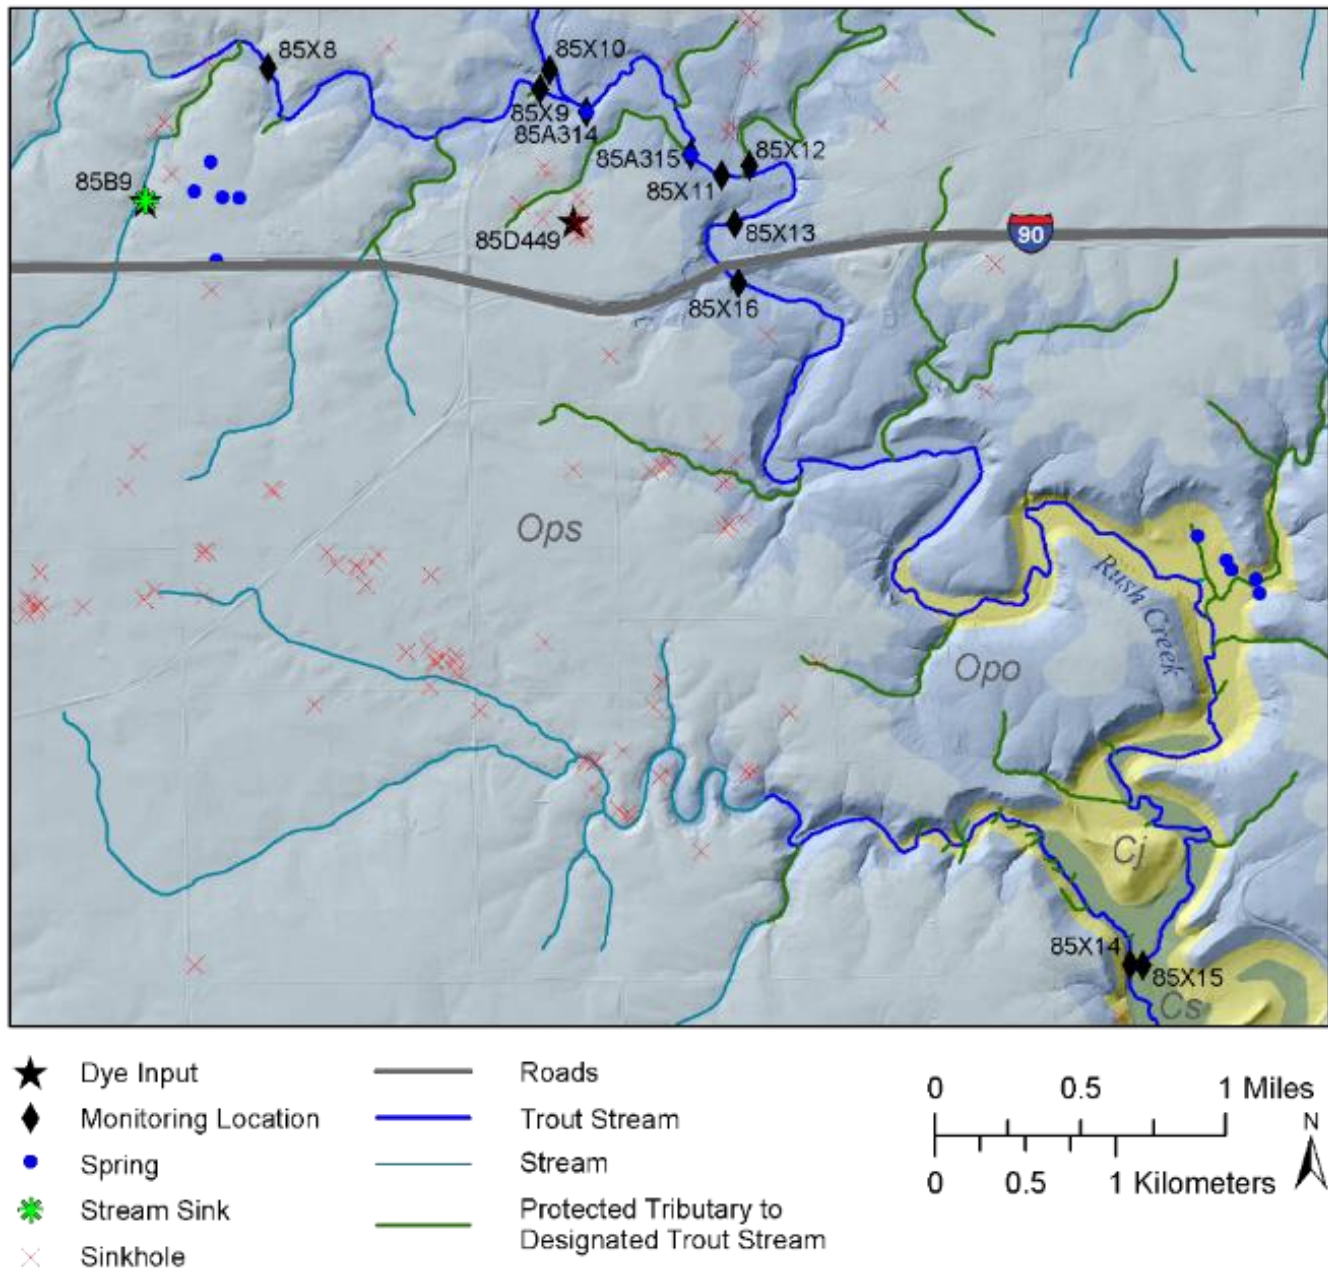 85X8
85X10
85X9
85A314
85X12
85A315
85X11
85B9
85D449
85X13
90
85X16
Ops
Rush Creek
Opo
Cj
85X14
85X15
Cs
Dye Input
Monitoring Location
Spring
Stream Sink
Sinkhole
Roads
Trout Stream
Stream
Protected Tributary to
Designated Trout Stream
0 0.5 1 Miles
0 0.5 1 Kilometers
N